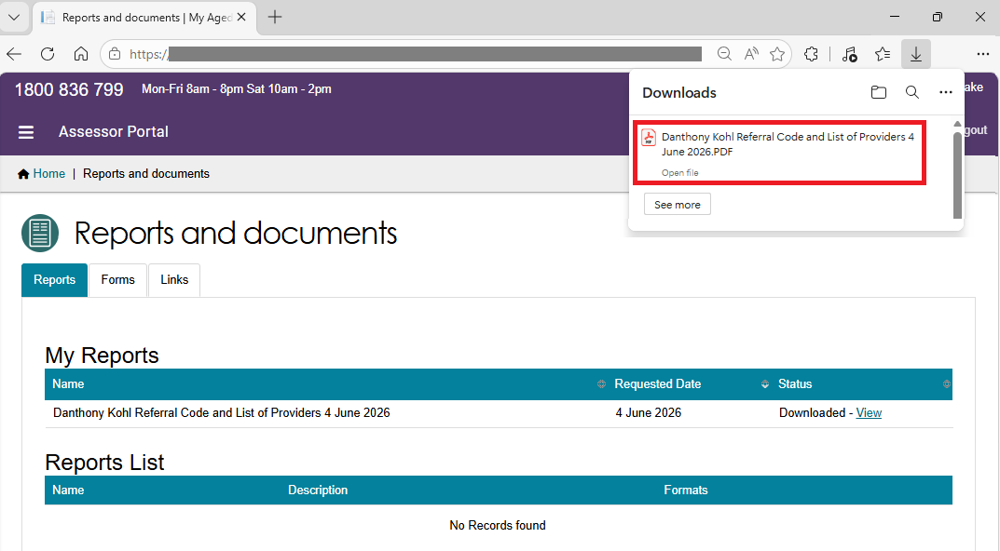 Reports and documents | My Aged
https:/
1800 836 799 Mon-Fri 8am - 8pm Sat 10am - 2pm
ake
Assessor Portal
gout
Home | Reports and documents
Downloads
Danthony Kohl Referral Code and List of Providers 4
June 2026.PDF
Open file
See more
Reports and documents
Reports Forms Links
My Reports
Name Requested Date Status
Danthony Kohl Referral Code and List of Providers 4 June 2026 4 June 2026 Downloaded - View
Reports List
Name Description Formats
No Records found